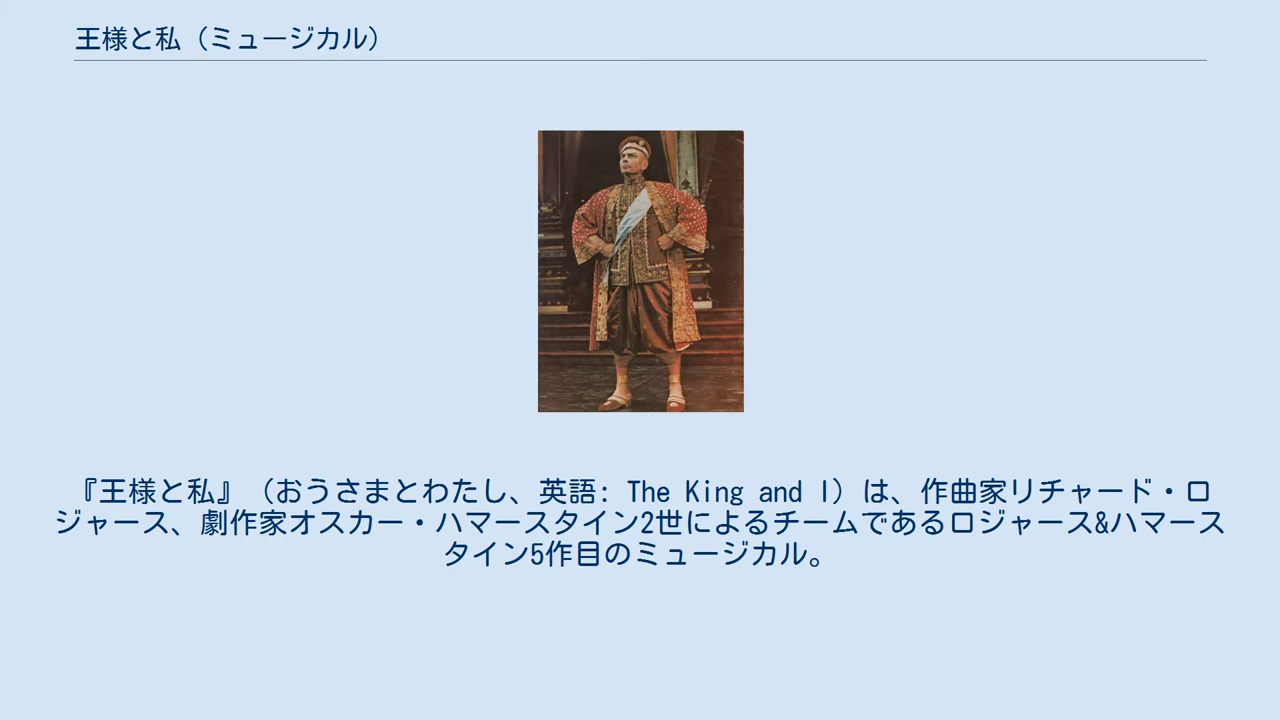 王様と私（ミュージカル）
『王様と私』（おうさまとわたし、英語: The King and I）は、作曲家リチャード・ロ
ジャース、劇作家オスカー・ハマースタイン2世によるチームであるロジャース&ハマース
タイン5作目のミュージカル。